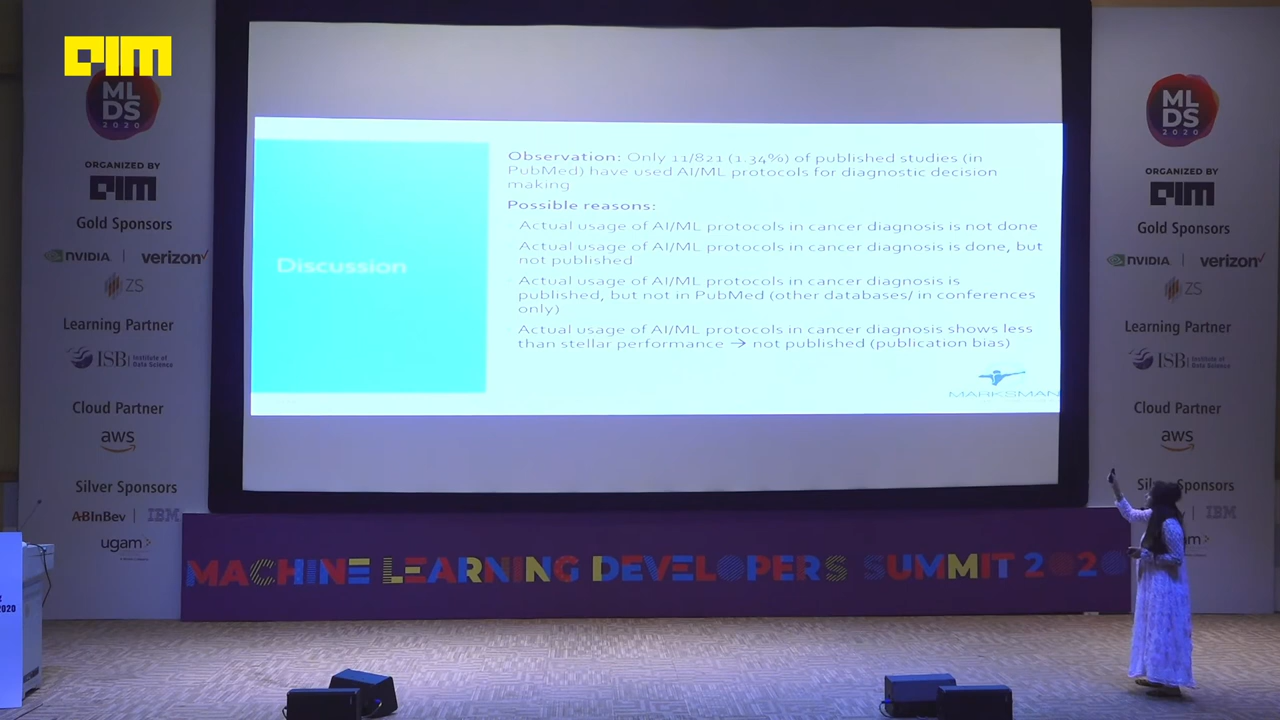 AIM
ML
DS
2020
ORGANIZED BY
AIM
Gold Sponsors
NVIDIA
verizon
ZS
Learning Partner
ISB
Institute of
Data Science
Cloud Partner
aws
Silver Sponsors
ABInBev
IBM
ugam
2020
Discussion
Observation: Only 11/821 (1.34%) of published studies (in
PubMed) have used AI/ML protocols for diagnostic decision
making
Possible reasons:
Actual usage of AI/ML protocols in cancer diagnosis is not done
Actual usage of AI/ML protocols in cancer diagnosis is done, but
not published
Actual usage of AI/ML protocols in cancer diagnosis is
published, but not in PubMed (other databases/ in conferences
only)
Actual usage of AI/ML protocols in cancer diagnosis shows less
than stellar performance → not published (publication bias)
MARKSMAN
MACHINE LEARNING DEVELOPERS SUMMIT 2020
ML
DS
2020
ORGANIZED BY
AIM
Gold Sponsors
NVIDIA
verizon
ZS
Learning Partner
ISB
Institute of
Data Science
Cloud Partner
aws
Sil Sponsors
IBM
m